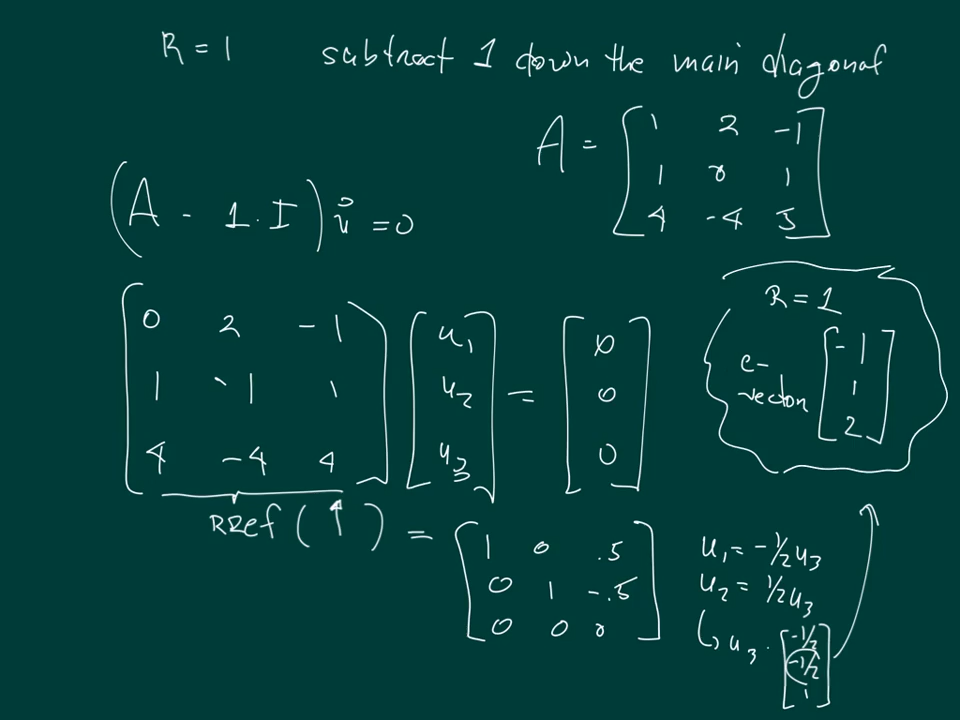 R = 1 subtract 1 down the main diagonal
A = [ 1 2 -1
1 0 1
4 -4 5 ]
(A - 1·I) u = 0
[ 0 2 -1
1 -1 1
4 -4 4 ] [ u1
u2
u3 ] = [ 0
0
0 ]
R = 1
e-
vector [ -1
1
2 ]
RREF ( ↑ ) = [ 1 0 .5
0 1 -.5
0 0 0 ]
u1 = -1/2 u3
u2 = 1/2 u3
↳ u3 · [ -1/2
-1/2
1 ]